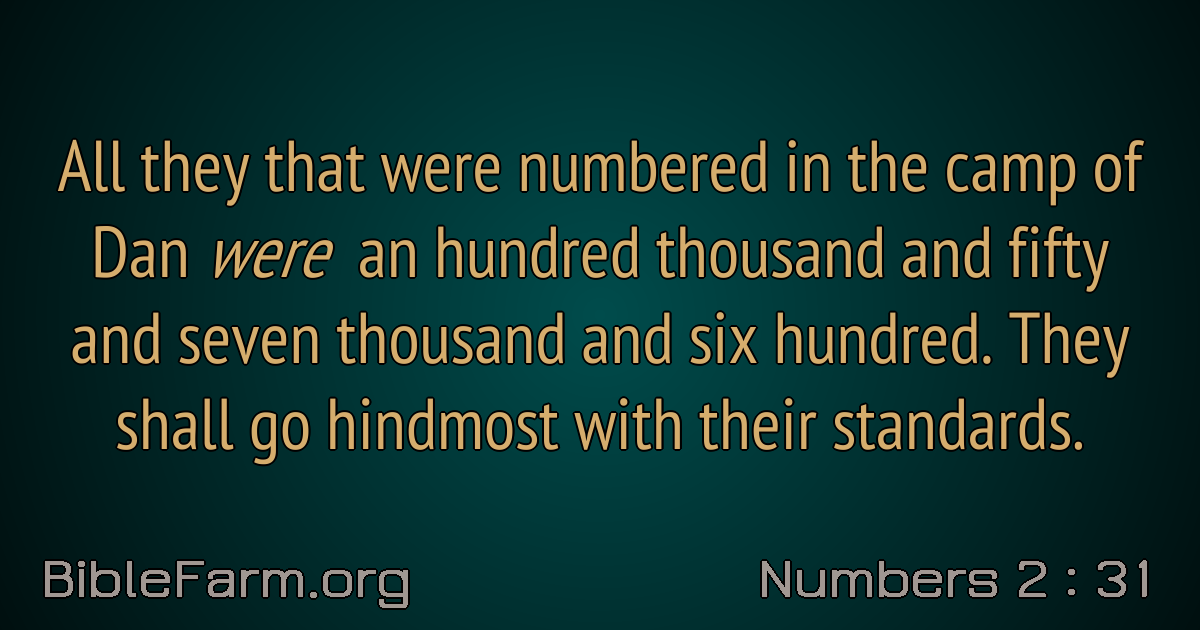 All they that were numbered in the camp of
Dan were an hundred thousand and fifty
and seven thousand and six hundred. They
shall go hindmost with their standards.
BibleFarm.org
Numbers 2 : 31